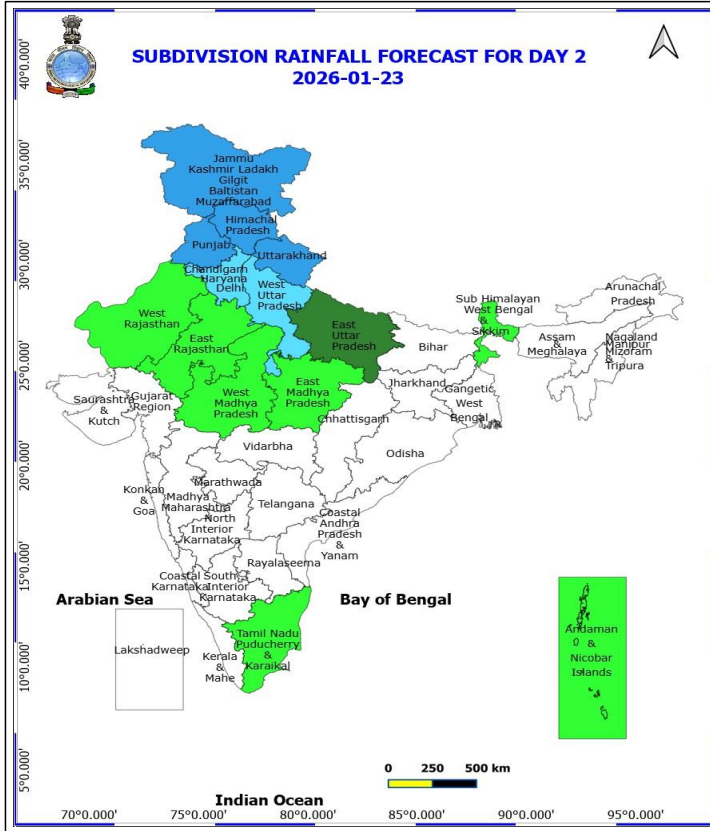 SUBDIVISION RAINFALL FORECAST FOR DAY 2
2026-01-23
40°0.000'
35°0.000'
30°0.000'
25°0.000'
20°0.000'
15°0.000'
10°0.000'
5°0.000'
Jammu
Kashmir Ladakh
Gilgit
Baltistan
Muzaffarabad
Himachal
Pradesh
Punjab
Uttarakhand
Chandigarh
Haryana
Delhi
West
Uttar
Pradesh
West
Rajasthan
East
Rajasthan
East
Uttar
Pradesh
Bihar
Sub Himalayan
West Bengal
&
Sikkim
Arunachal
Pradesh
Assam
&
Meghalaya
Nagaland
Manipur
Mizoram
&
Tripura
Saurashtra
&
Kutch
Gujarat
Region
West
Madhya
Pradesh
East
Madhya
Pradesh
Jharkhand
Gangetic
West
Bengal
Chhattisgarh
Odisha
Vidarbha
Konkan
&
Goa
Madhya
Maharashtra
Marathwada
Telangana
North
Interior
Karnataka
Coastal
Andhra
Pradesh
&
Yanam
Rayalaseema
Coastal
Karnataka
South
Interior
Karnataka
Arabian Sea
Bay of Bengal
Lakshadweep
Kerala
&
Mahe
Tamil Nadu
Puducherry
&
Karaikal
Andaman
&
Nicobar
Islands
0 250 500 km
Indian Ocean
70°0.000' 75°0.000' 80°0.000' 85°0.000' 90°0.000' 95°0.000'